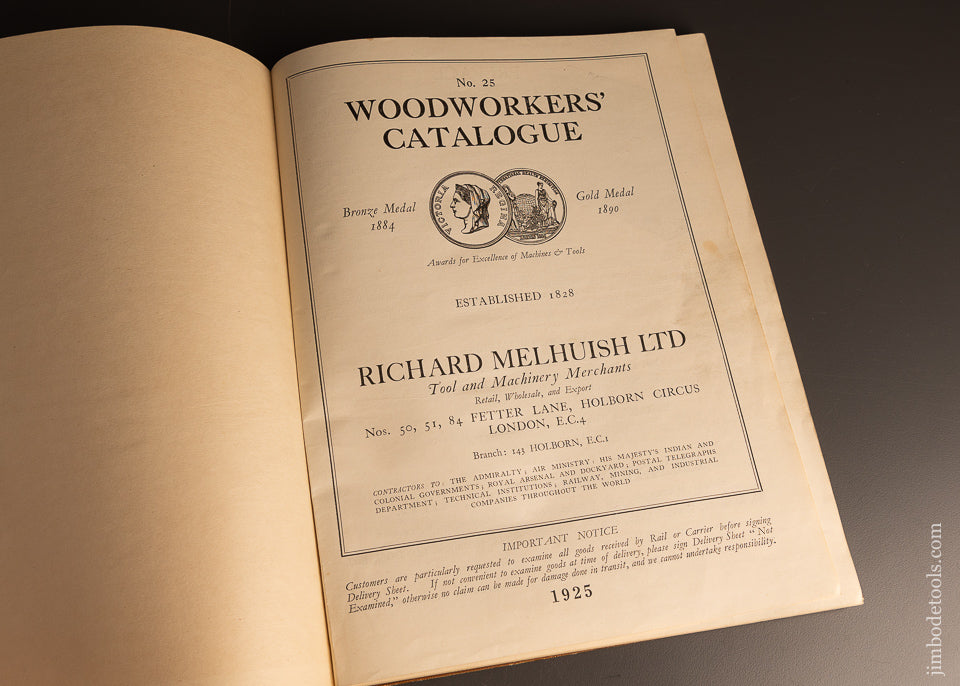 No. 25
WOODWORKERS'
CATALOGUE
Bronze Medal
1884
VICTORIA REGINA
Gold Medal
1890
Awards for Excellence of Machines & Tools
ESTABLISHED 1828
RICHARD MELHUISH LTD
Tool and Machinery Merchants
Retail, Wholesale, and Export
Nos. 50, 51, 84 FETTER LANE, HOLBORN CIRCUS
LONDON, E.C.4
Branch: 143 HOLBORN, E.C.1
CONTRACTORS TO: THE ADMIRALTY; AIR MINISTRY; HIS MAJESTY'S INDIAN AND
COLONIAL GOVERNMENTS; ROYAL ARSENAL AND DOCKYARD; POSTAL TELEGRAPHS
DEPARTMENT; TECHNICAL INSTITUTIONS; RAILWAY, MINING, AND INDUSTRIAL
COMPANIES THROUGHOUT THE WORLD
IMPORTANT NOTICE
Customers are particularly requested to examine all goods received by Rail or Carrier before signing
Delivery Sheet. If not convenient to examine goods at time of delivery, please sign Delivery Sheet "Not
Examined," otherwise no claim can be made for damage done in transit, and we cannot undertake responsibility.
1925
jimbodetools.com